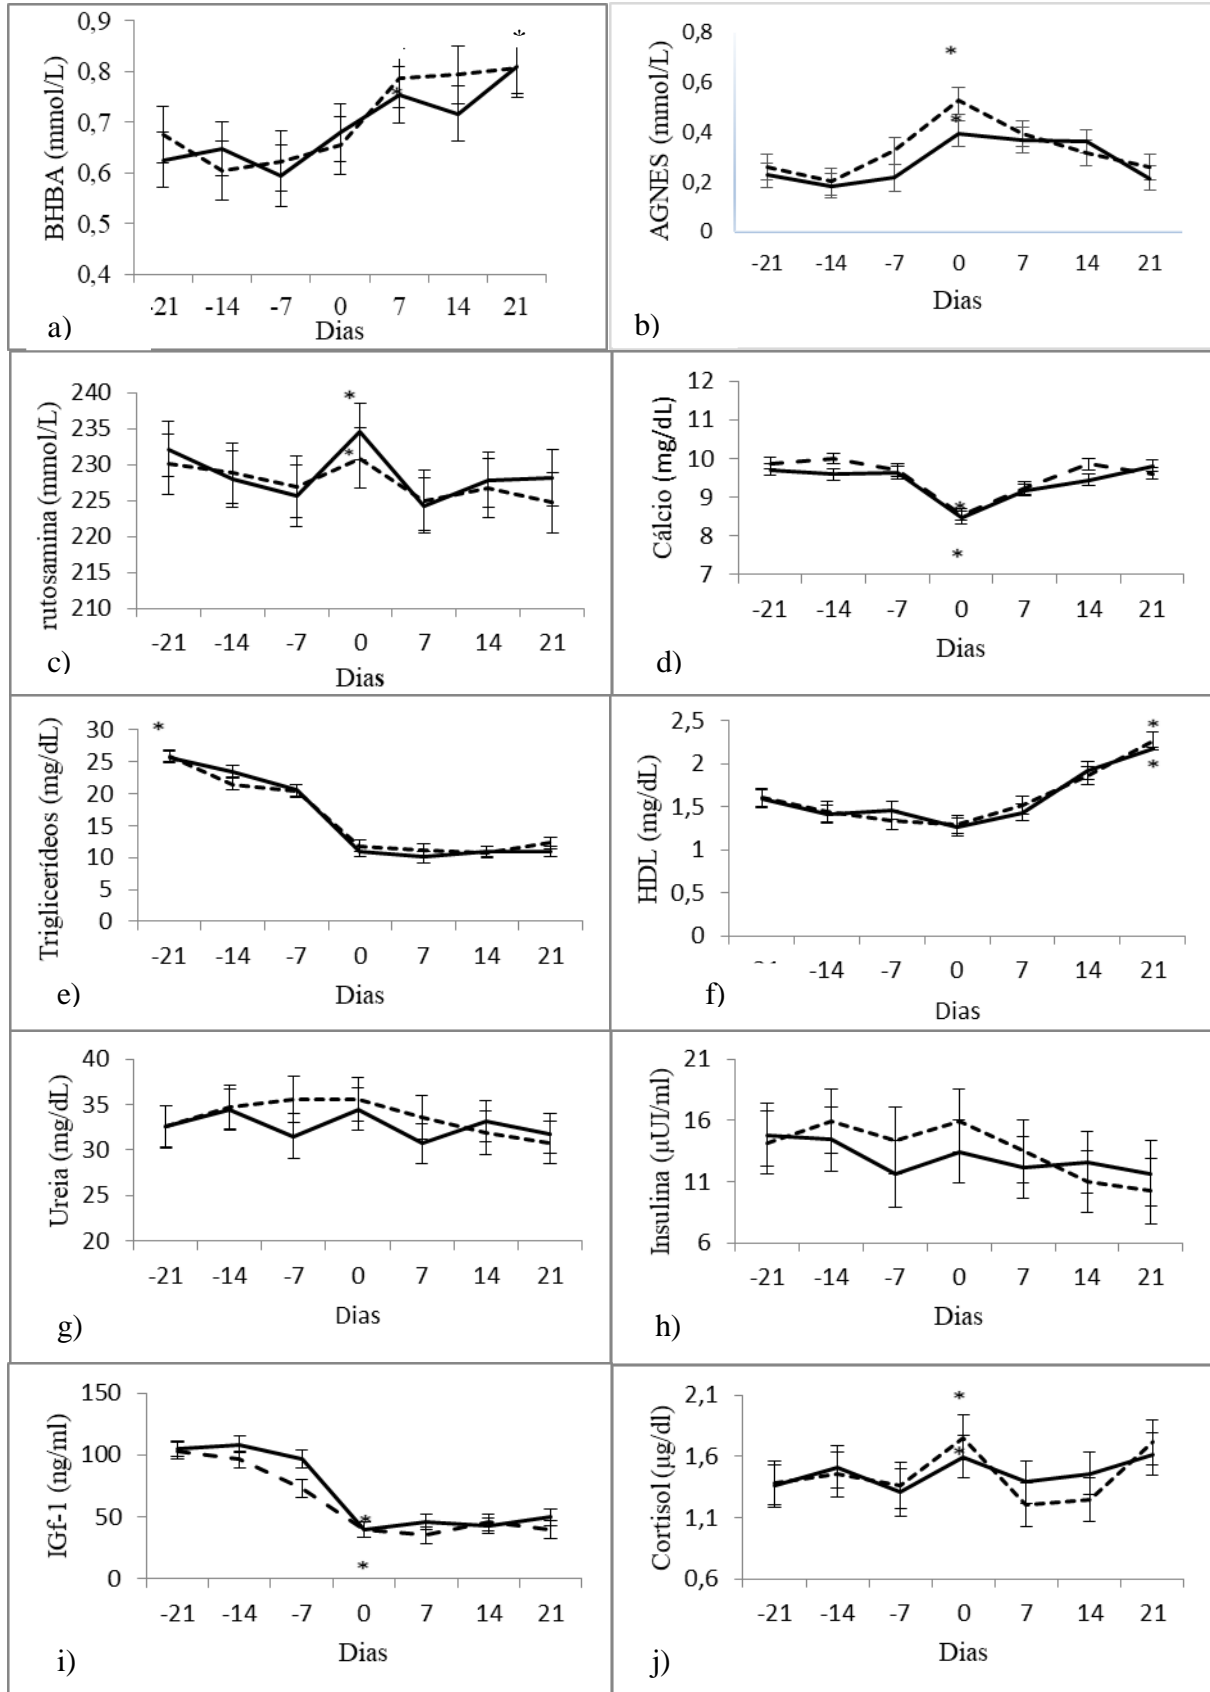 0,9
0,8
0,7
0,6
0,5
0,4
BHBA (mmol/L)
-21 -14 -7 0 7 14 21
Dias
a)
*
*
0,8
0,6
0,4
0,2
0
AGNES (mmol/L)
-21 -14 -7 0 7 14 21
Dias
b)
*
*
240
235
230
225
220
215
210
rutosamina (mmol/L)
-21 -14 -7 0 7 14 21
Dias
c)
*
*
12
11
10
9
8
7
Cálcio (mg/dL)
-21 -14 -7 0 7 14 21
Dias
d)
*
*
30
25
20
15
10
5
0
Triglicerídeos (mg/dL)
-21 -14 -7 0 7 14 21
Dias
e)
*
2,5
2
1,5
1
0,5
0
HDL (mg/dL)
-14 -7 0 7 14 21
Dias
f)
*
*
40
35
30
25
20
Ureia (mg/dL)
-21 -14 -7 0 7 14 21
Dias
g)
21
16
11
6
Insulina (µUI/ml)
-21 -14 -7 0 7 14 21
Dias
h)
150
100
50
0
IGf-1 (ng/ml)
-21 -14 -7 0 7 14 21
Dias
i)
*
*
2,1
1,6
1,1
0,6
Cortisol (µg/dl)
-21 -14 -7 0 7 14 21
Dias
j)
*
*